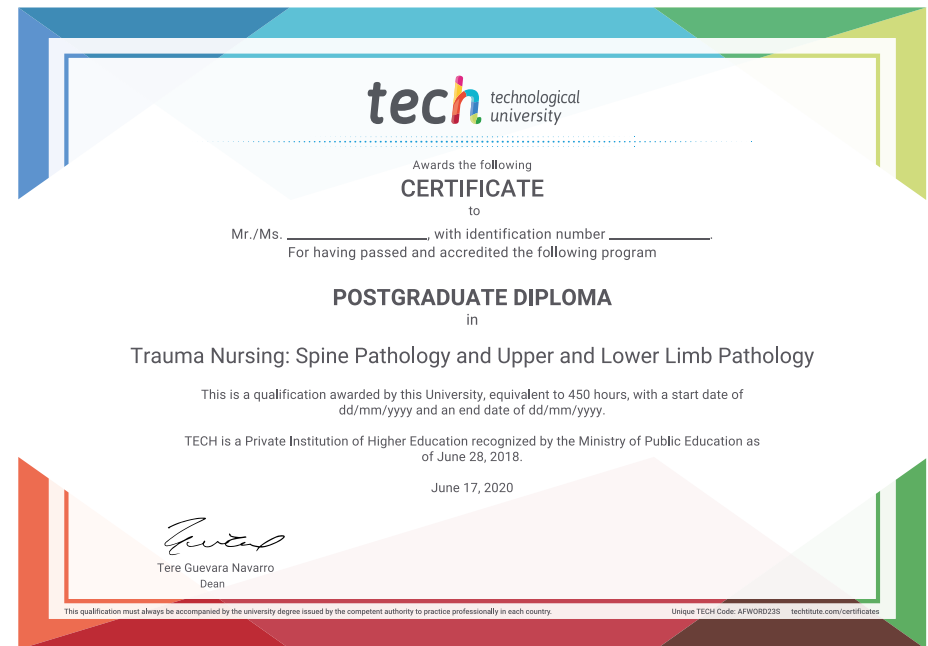 tech technological
university
Awards the following
CERTIFICATE
to
Mr./Ms. ____________________, with identification number ______________.
For having passed and accredited the following program
POSTGRADUATE DIPLOMA
in
Trauma Nursing: Spine Pathology and Upper and Lower Limb Pathology
This is a qualification awarded by this University, equivalent to 450 hours, with a start date of
dd/mm/yyyy and an end date of dd/mm/yyyy.
TECH is a Private Institution of Higher Education recognized by the Ministry of Public Education as
of June 28, 2018.
June 17, 2020
Tere Guevara Navarro
Dean
This qualification must always be accompanied by the university degree issued by the competent authority to practice professionally in each country.
Unique TECH Code: AFWORD23S techtitute.com/certificates